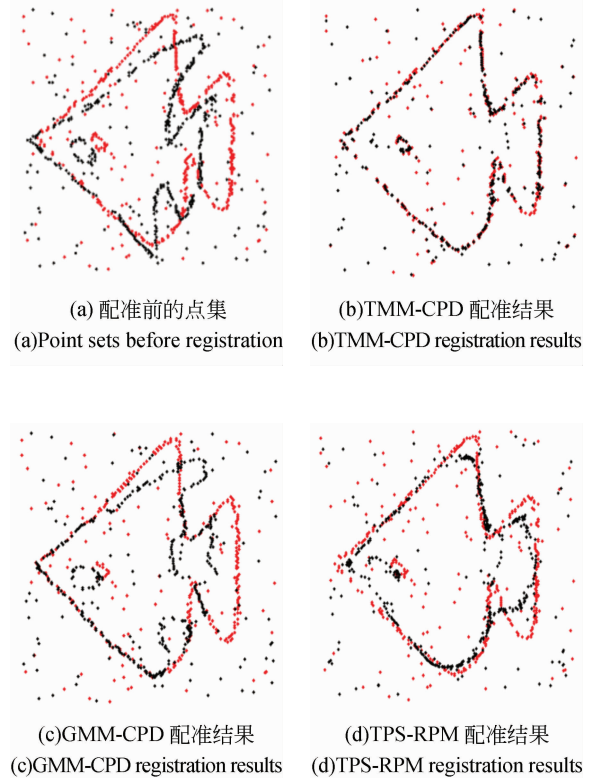 (a) 配准前的点集
(a)Point sets before registration
(b)TMM-CPD 配准结果
(b)TMM-CPD registration results
(c)GMM-CPD 配准结果
(c)GMM-CPD registration results
(d)TPS-RPM 配准结果
(d)TPS-RPM registration results